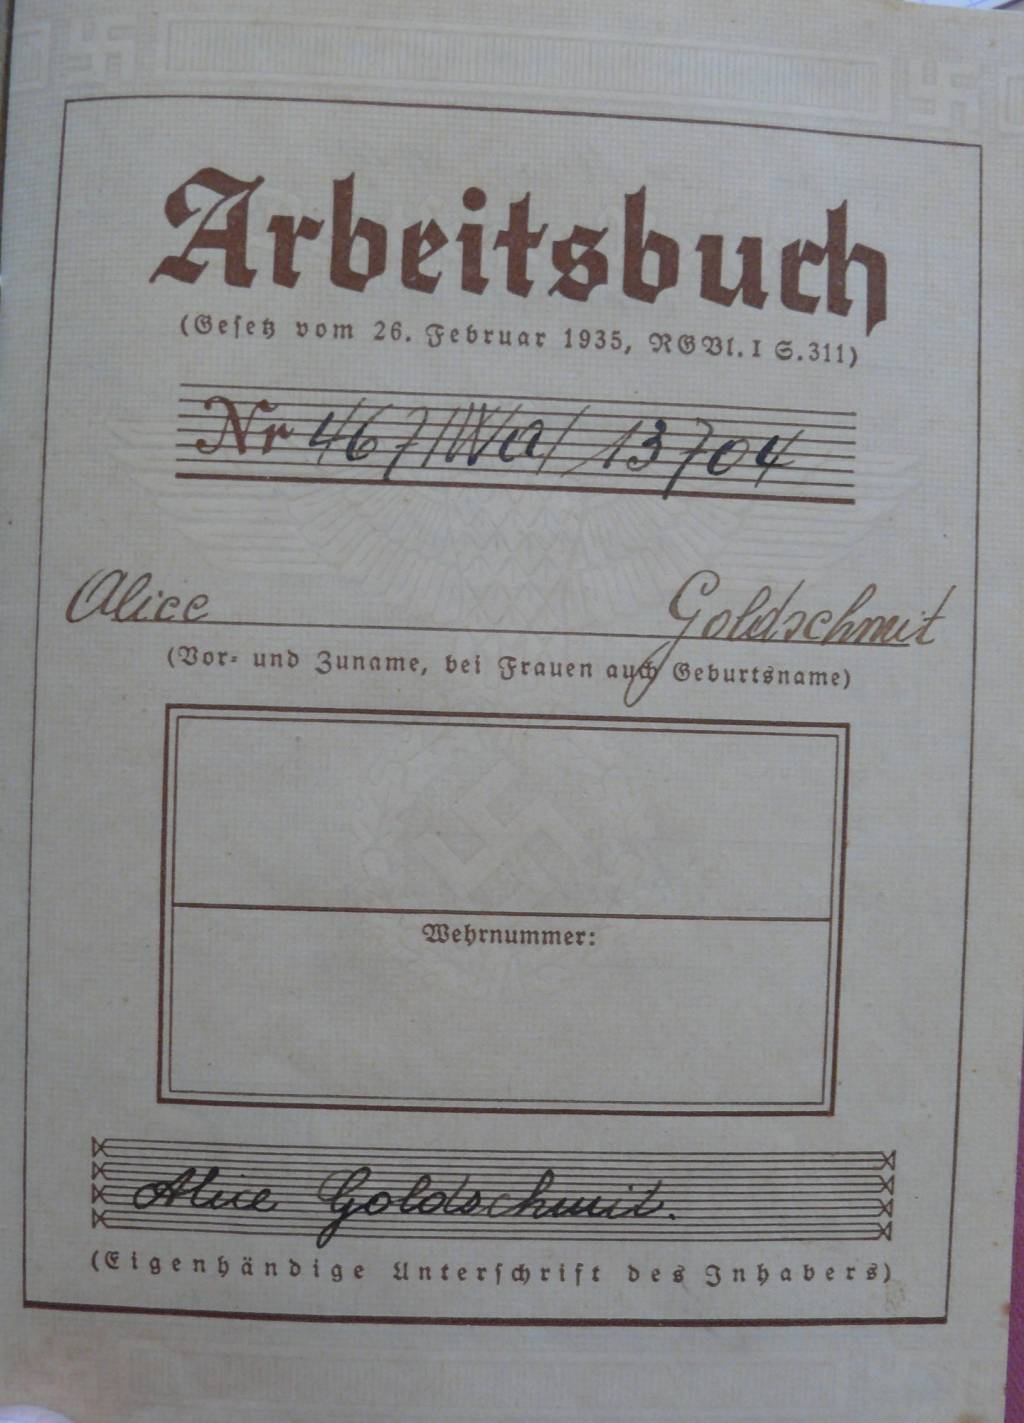 Arbeitsbuch
(Gesetz vom 26. Februar 1935, RGBl. I S. 311)
Nr 467/Wa/13704
Alice Goldschmit
(Vor- und Zuname, bei Frauen auch Geburtsname)
Wehrnummer:
Alice Goldschmit.
(Eigenhändige Unterschrift des Inhabers)